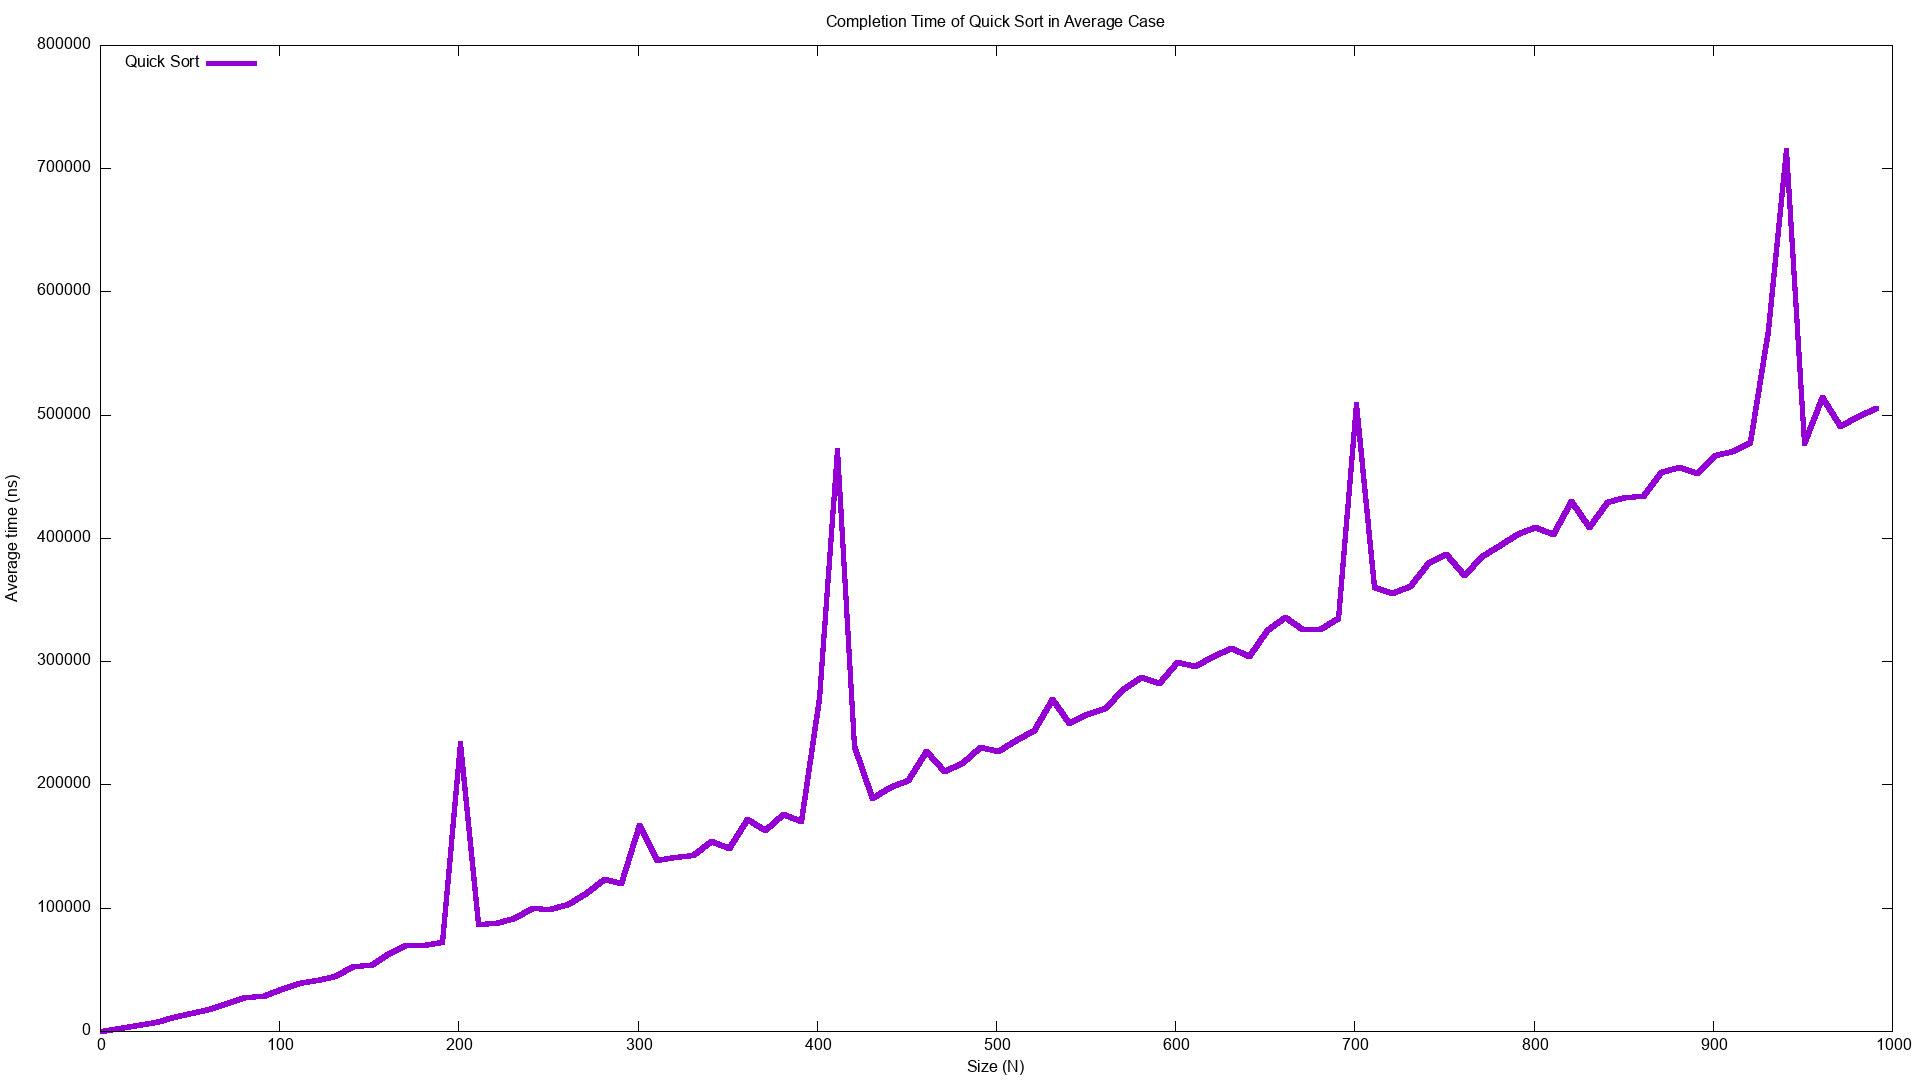 Completion Time of Quick Sort in Average Case
Quick Sort
800000
700000
600000
500000
400000
300000
200000
100000
0
Average time (ns)
0 100 200 300 400 500 600 700 800 900 1000
Size (N)